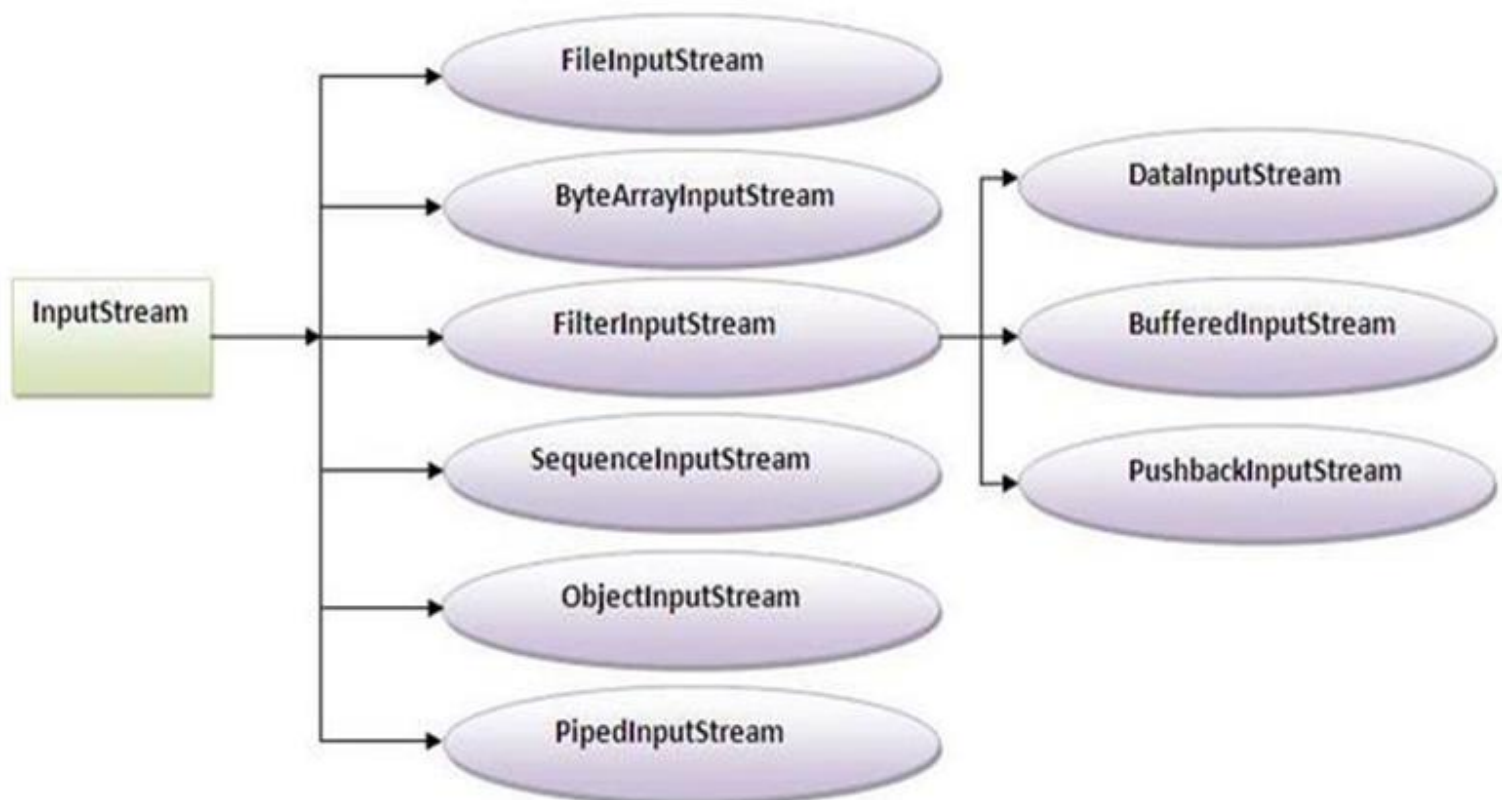 FileInputStream
ByteArrayInputStream
DataInputStream
InputStream
FilterInputStream
BufferedInputStream
SequenceInputStream
PushbackInputStream
ObjectInputStream
PipedInputStream